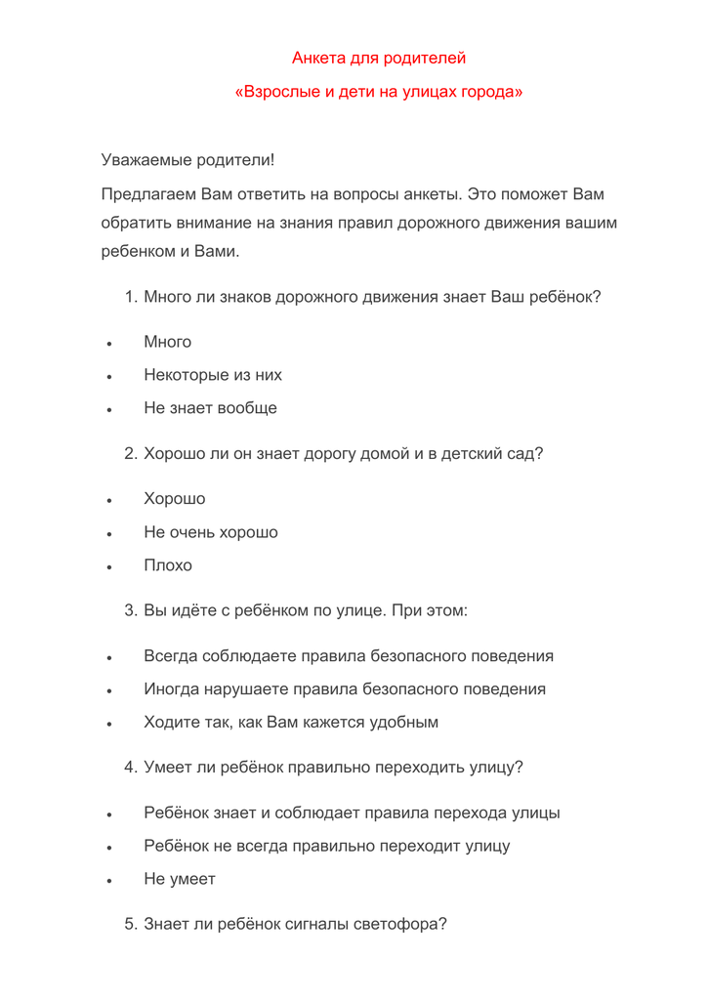 Анкета для родителей
«Взрослые и дети на улицах города»
Уважаемые родители!
Предлагаем Вам ответить на вопросы анкеты. Это поможет Вам
обратить внимание на знания правил дорожного движения вашим
ребенком и Вами.
1. Много ли знаков дорожного движения знает Ваш ребёнок?
• Много
• Некоторые из них
• Не знает вообще
2. Хорошо ли он знает дорогу домой и в детский сад?
• Хорошо
• Не очень хорошо
• Плохо
3. Вы идёте с ребёнком по улице. При этом:
• Всегда соблюдаете правила безопасного поведения
• Иногда нарушаете правила безопасного поведения
• Ходите так, как Вам кажется удобным
4. Умеет ли ребёнок правильно переходить улицу?
• Ребёнок знает и соблюдает правила перехода улицы
• Ребёнок не всегда правильно переходит улицу
• Не умеет
5. Знает ли ребёнок сигналы светофора?